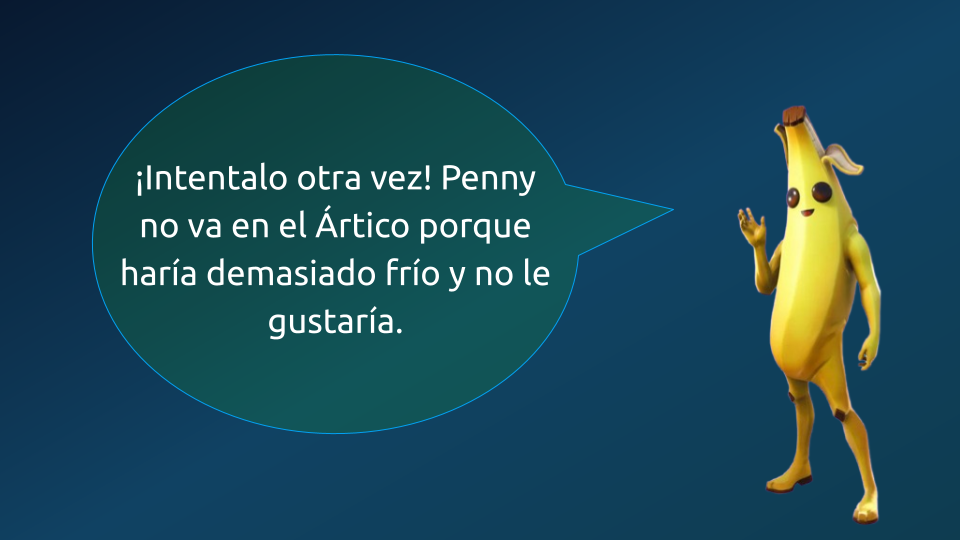 ¡Intentalo otra vez! Penny
no va en el Ártico porque
haría demasiado frío y no le
gustaría.